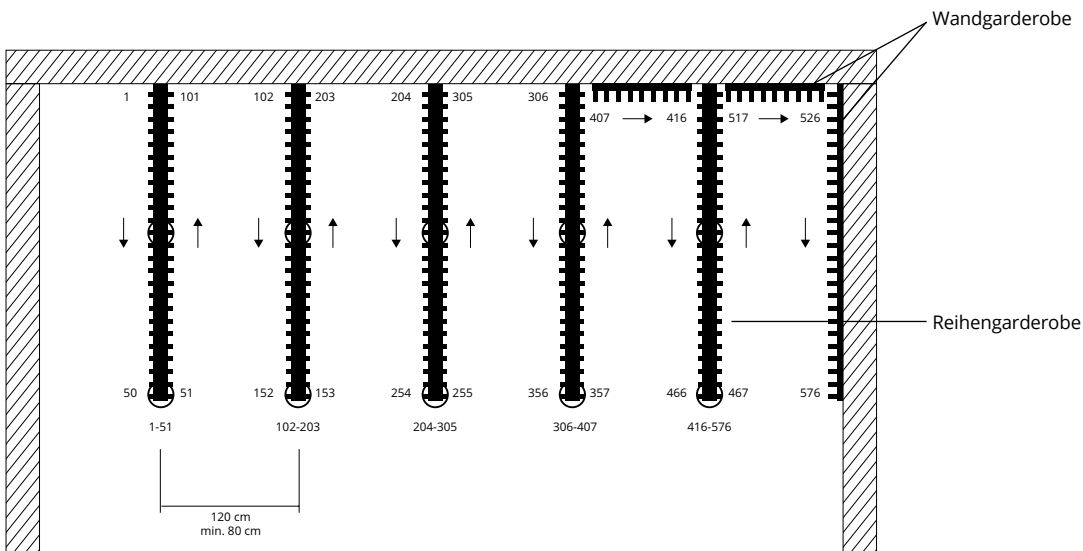 Wandgarderobe
1 101 102 203 204 305 306
407 416 517 526
Reihengarderobe
50 51 152 153 254 255 356 357 466 467 576
1-51 102-203 204-305 306-407 416-576
120 cm
min. 80 cm